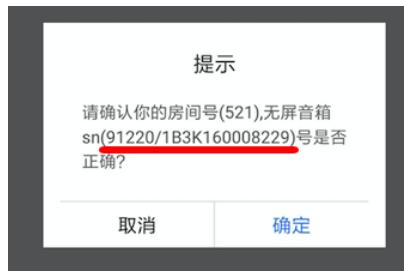 提示
请确认你的房间号(521),无屏音箱
sn(91220/1B3K160008229)号是否
正确?
取消
确定